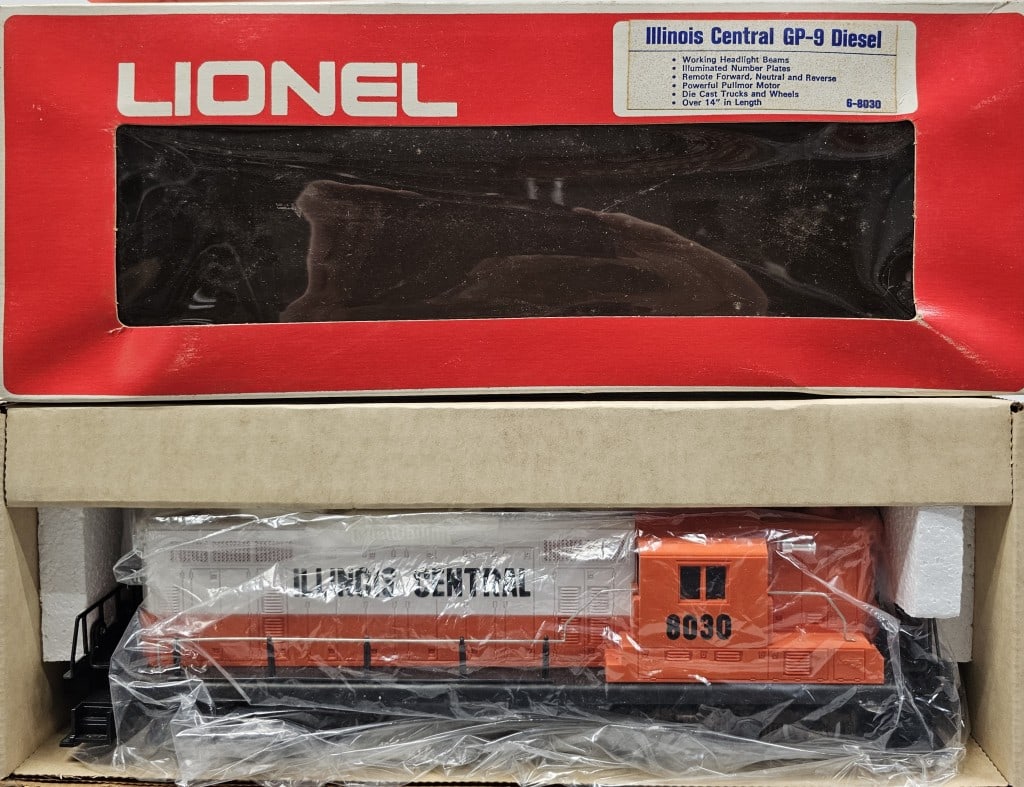 LIONEL
Illinois Central GP-9 Diesel
• Working Headlight Beams
• Illuminated Number Plates
• Remote Forward, Neutral and Reverse
• Powerful Pullmor Motor
• Die Cast Trucks and Wheels
• Over 14" in Length
6-8030
ILLINOIS CENTRAL
8030